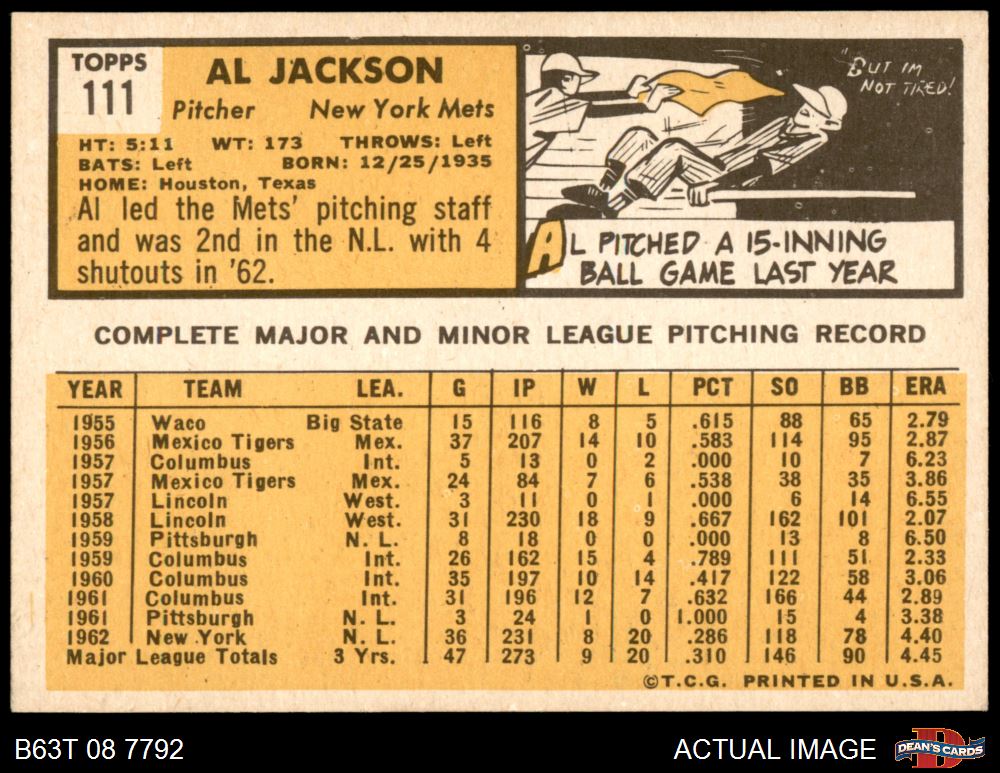 TOPPS
111
AL JACKSON
Pitcher New York Mets
HT: 5:11 WT: 173 THROWS: Left
BATS: Left BORN: 12/25/1935
HOME: Houston, Texas
Al led the Mets' pitching staff
and was 2nd in the N.L. with 4
shutouts in '62.
"BUT IM
NOT TIRED!
AL PITCHED A 15-INNING
BALL GAME LAST YEAR
COMPLETE MAJOR AND MINOR LEAGUE PITCHING RECORD
YEAR TEAM LEA. G IP W L PCT SO BB ERA
1955 Waco Big State 15 116 8 5 .615 88 65 2.79
1956 Mexico Tigers Mex. 37 207 14 10 .583 114 95 2.87
1957 Columbus Int. 5 13 0 2 .000 10 7 6.23
1957 Mexico Tigers Mex. 24 84 7 6 .538 38 35 3.86
1957 Lincoln West. 3 11 0 1 .000 6 14 6.55
1958 Lincoln West. 31 230 18 9 .667 162 101 2.07
1959 Pittsburgh N. L. 8 18 0 0 .000 13 8 6.50
1959 Columbus Int. 26 162 15 4 .789 111 51 2.33
1960 Columbus Int. 35 197 10 14 .417 122 58 3.06
1961 Columbus Int. 31 196 12 7 .632 166 44 2.89
1961 Pittsburgh N. L. 3 24 1 0 1.000 15 4 3.38
1962 New York N. L. 36 231 8 20 .286 118 78 4.40
Major League Totals 3 Yrs. 47 273 9 20 .310 146 90 4.45
©T.C.G. PRINTED IN U.S.A.
B63T 08 7792 ACTUAL IMAGE
DEAN'S CARDS